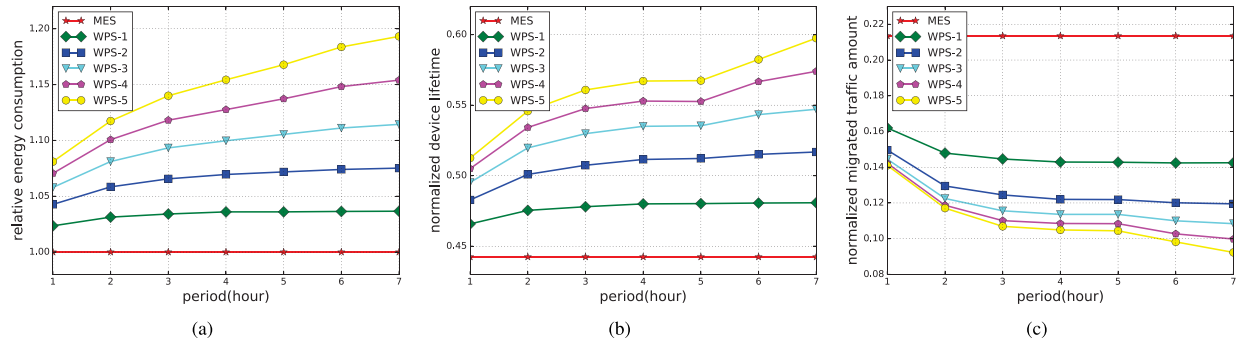 1.20
1.15
1.10
1.05
1.00
relative energy consumption
MES
WPS-1
WPS-2
WPS-3
WPS-4
WPS-5
1 2 3 4 5 6 7
period(hour)
(a)
0.60
0.55
0.50
0.45
normalized device lifetime
MES
WPS-1
WPS-2
WPS-3
WPS-4
WPS-5
1 2 3 4 5 6 7
period(hour)
(b)
0.22
0.20
0.18
0.16
0.14
0.12
0.10
0.08
normalized migrated traffic amount
MES
WPS-1
WPS-2
WPS-3
WPS-4
WPS-5
1 2 3 4 5 6 7
period(hour)
(c)